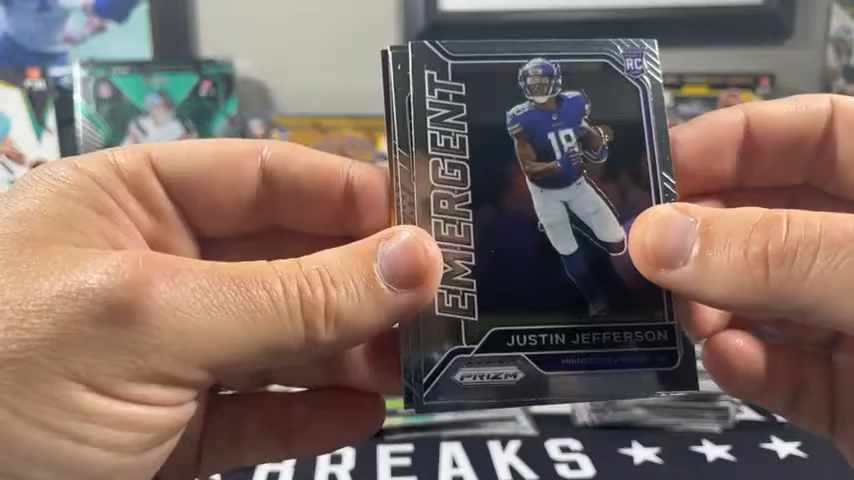 RC
EMERGENT
18
JUSTIN JEFFERSON
PRIZM
BREAKS